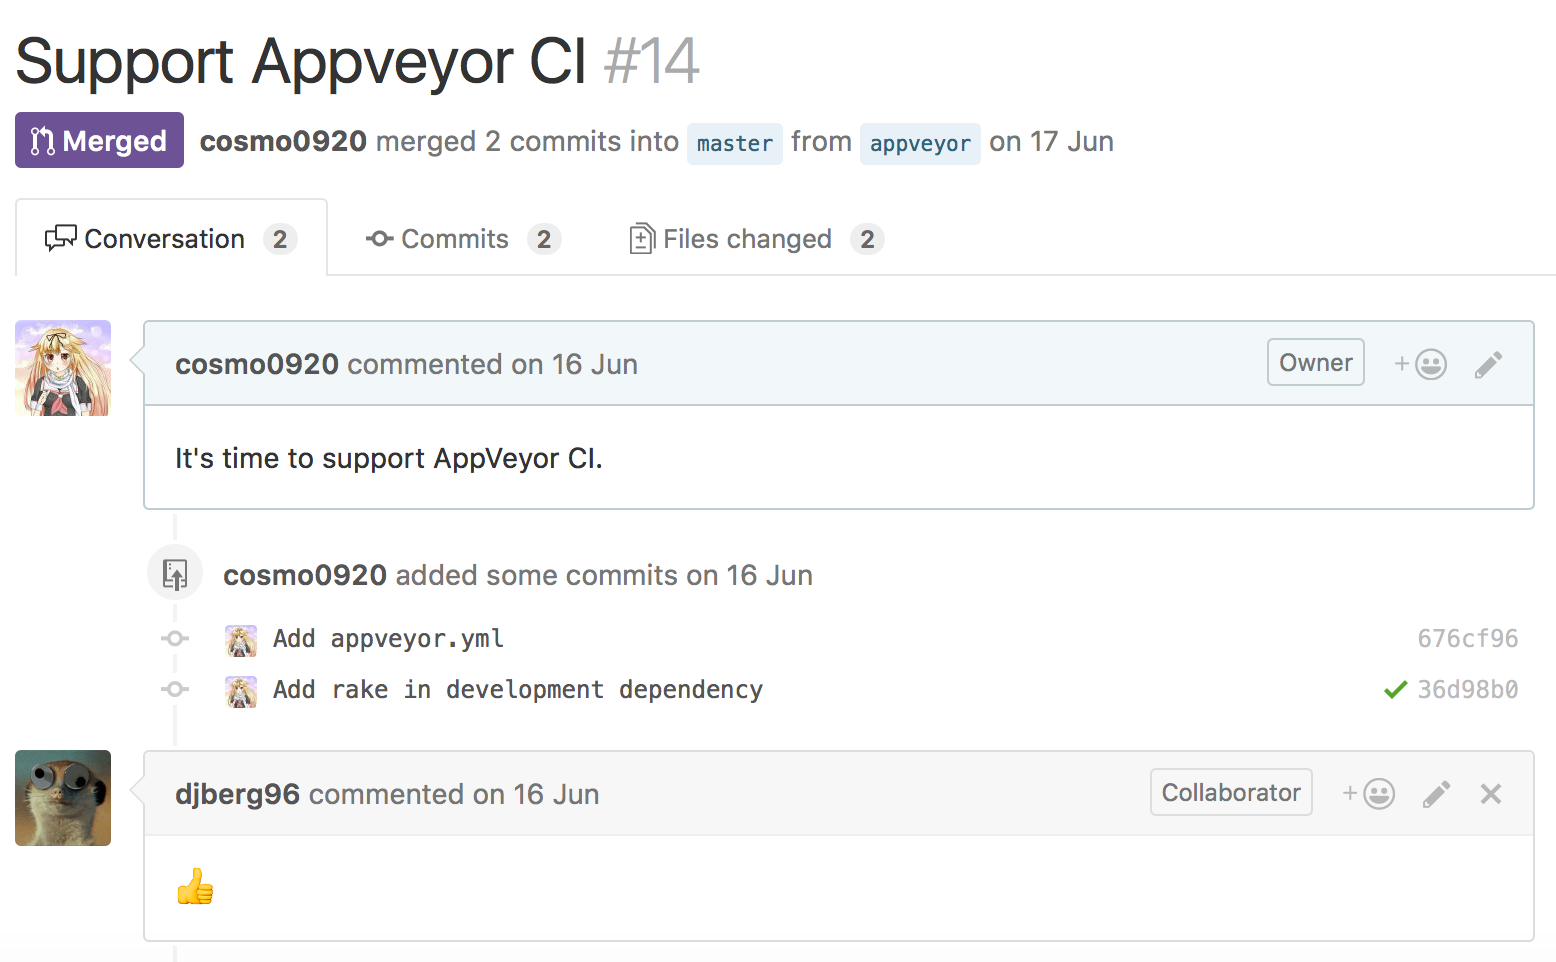 Support Appveyor CI #14
Merged cosmo0920 merged 2 commits into master from appveyor on 17 Jun
Conversation 2 Commits 2 Files changed 2
cosmo0920 commented on 16 Jun Owner +
It's time to support AppVeyor CI.
cosmo0920 added some commits on 16 Jun
Add appveyor.yml 676cf96
Add rake in development dependency 36d98b0
djberg96 commented on 16 Jun Collaborator +